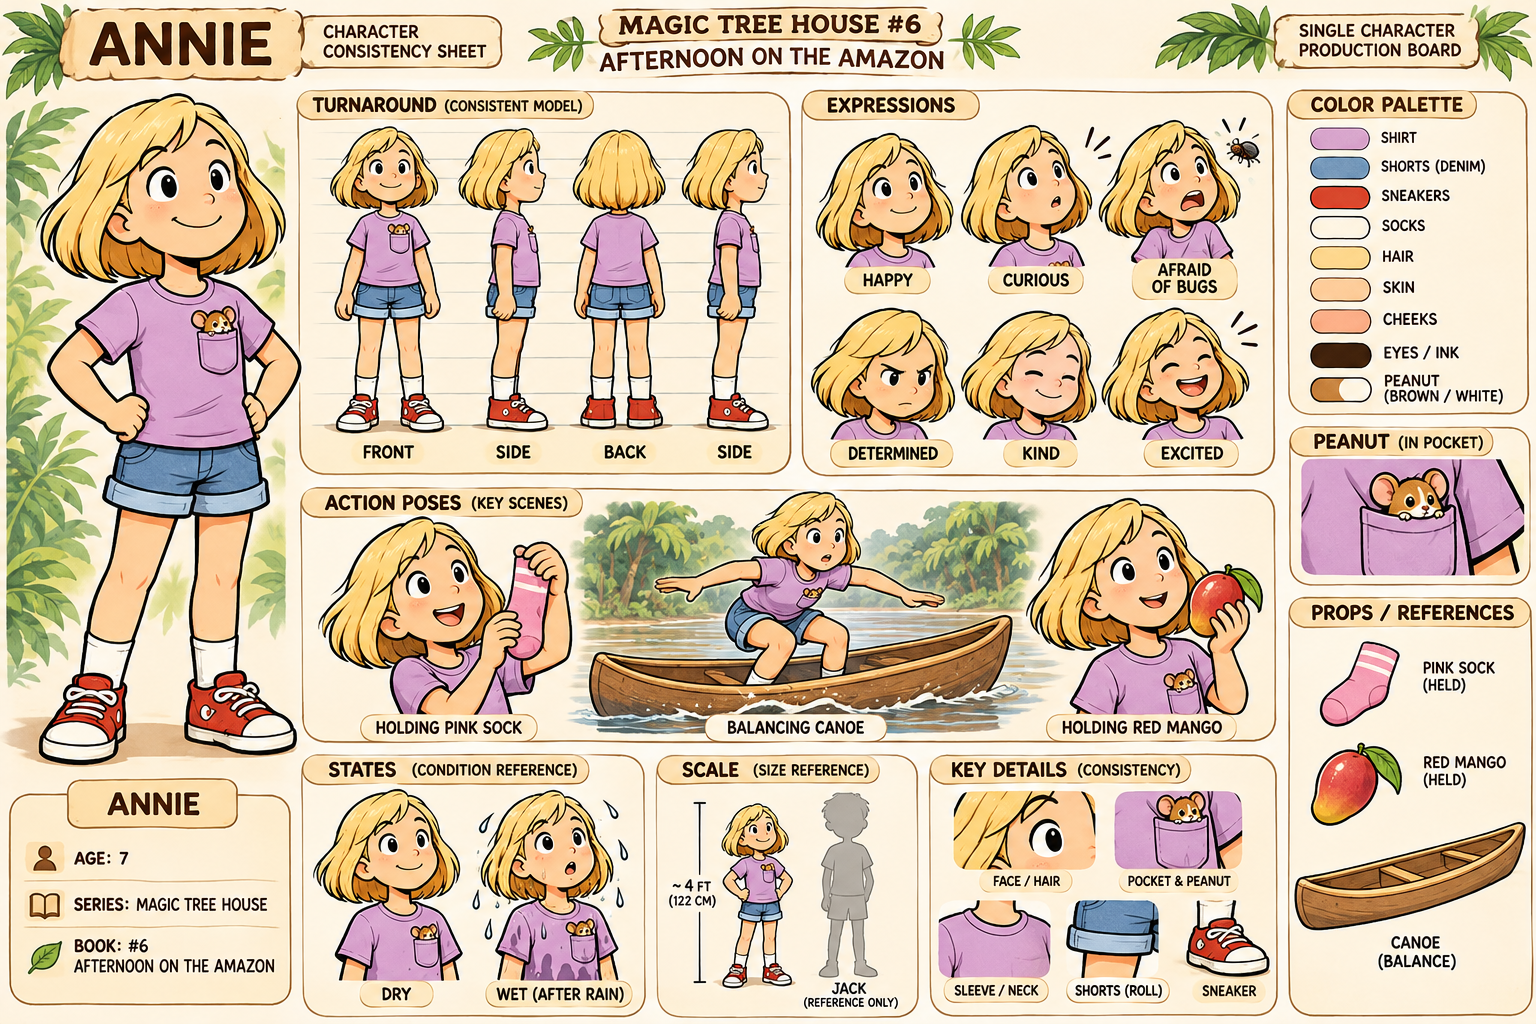 ANNIE
CHARACTER
CONSISTENCY SHEET
MAGIC TREE HOUSE #6
AFTERNOON ON THE AMAZON
SINGLE CHARACTER
PRODUCTION BOARD
TURNAROUND (CONSISTENT MODEL)
FRONT
SIDE
BACK
SIDE
EXPRESSIONS
HAPPY
CURIOUS
AFRAID
OF BUGS
DETERMINED
KIND
EXCITED
COLOR PALETTE
SHIRT
SHORTS (DENIM)
SNEAKERS
SOCKS
HAIR
SKIN
CHEEKS
EYES / INK
PEANUT
(BROWN / WHITE)
PEANUT (IN POCKET)
ACTION POSES (KEY SCENES)
HOLDING PINK SOCK
BALANCING CANOE
HOLDING RED MANGO
PROPS / REFERENCES
PINK SOCK
(HELD)
RED MANGO
(HELD)
CANOE
(BALANCE)
ANNIE
AGE: 7
SERIES: MAGIC TREE HOUSE
BOOK: #6
AFTERNOON ON THE AMAZON
STATES (CONDITION REFERENCE)
DRY
WET (AFTER RAIN)
SCALE (SIZE REFERENCE)
~ 4 FT
(122 CM)
JACK
(REFERENCE ONLY)
KEY DETAILS (CONSISTENCY)
FACE / HAIR
POCKET & PEANUT
SLEEVE / NECK
SHORTS (ROLL)
SNEAKER